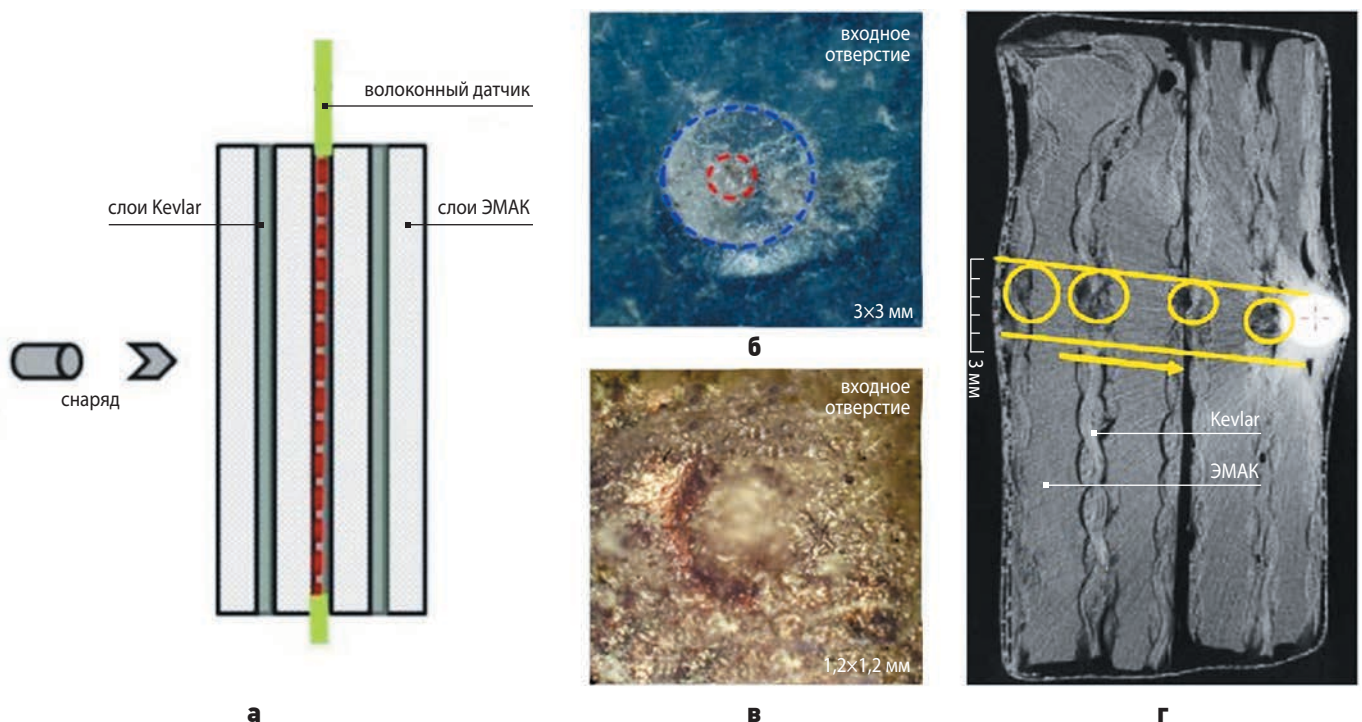 волоконный датчик
слои Kevlar
слои ЭМАК
снаряд
а
входное
отверстие
3×3 мм
б
входное
отверстие
1,2×1,2 мм
в
3 мм
Kevlar
ЭМАК
г